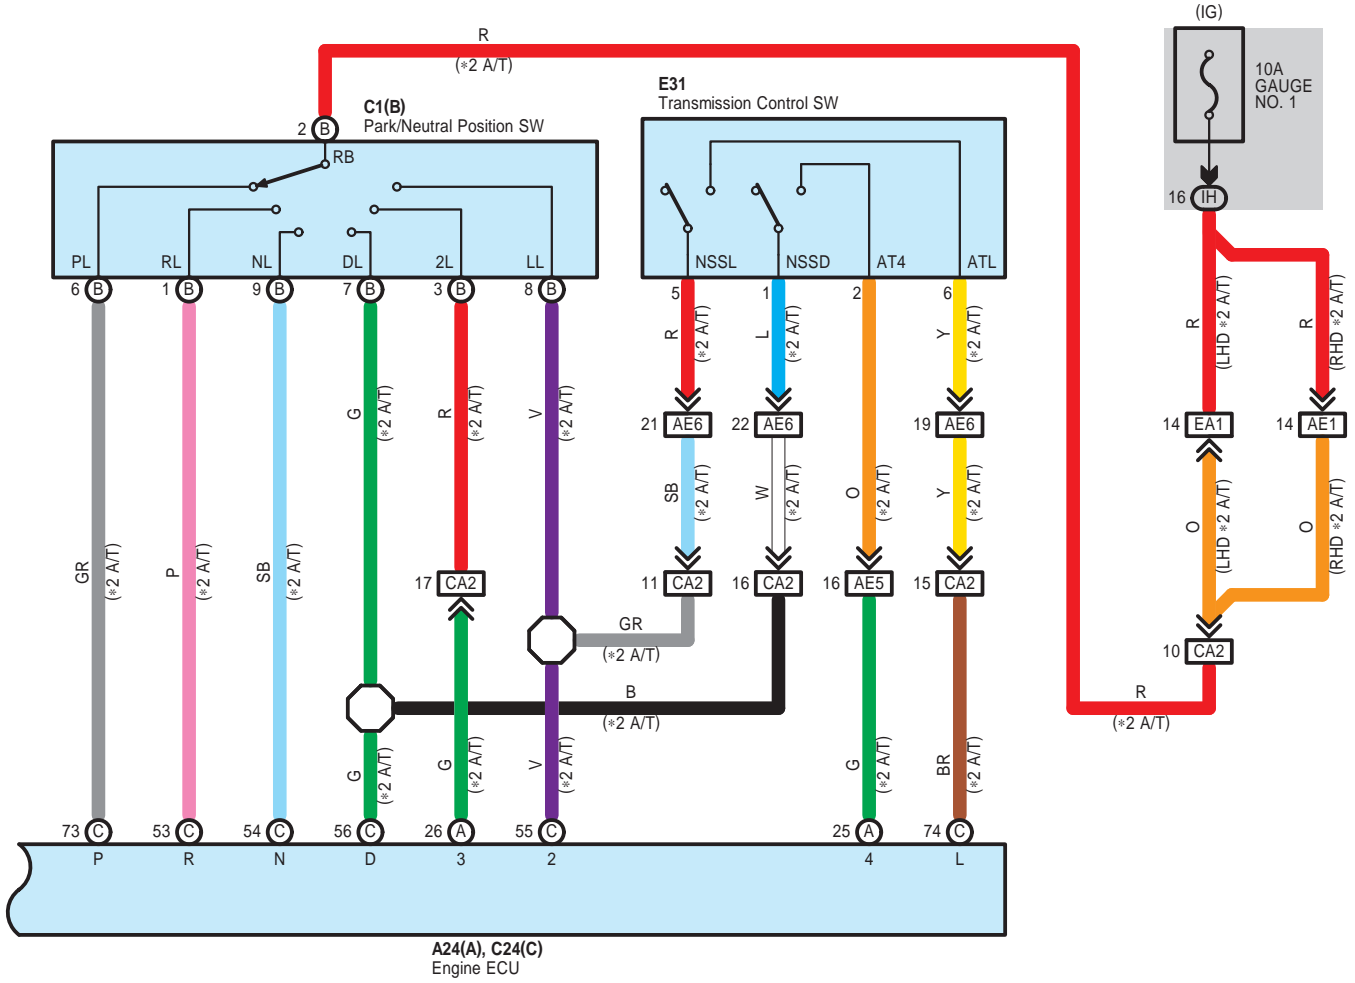 (IG)
10A
GAUGE
NO. 1
16 IH
R
(*2 A/T)
C1(B)
Park/Neutral Position SW
2 B
RB
E31
Transmission Control SW
PL RL NL DL 2L LL
6 B 1 B 9 B 7 B 3 B 8 B
NSSL NSSD AT4 ATL
5 1 2 6
R
(*2 A/T)
L
(*2 A/T)
Y
(*2 A/T)
R
(LHD *2 A/T)
R
(RHD *2 A/T)
G
(*2 A/T)
R
(*2 A/T)
V
(*2 A/T)
21 AE6 22 AE6 19 AE6
14 EA1 14 AE1
SB
(*2 A/T)
W
(*2 A/T)
O
(*2 A/T)
Y
(*2 A/T)
O
(LHD *2 A/T)
O
(RHD *2 A/T)
GR
(*2 A/T)
P
(*2 A/T)
SB
(*2 A/T)
17 CA2 11 CA2 16 CA2 16 AE5 15 CA2
GR
(*2 A/T)
10 CA2
B
(*2 A/T)
R
(*2 A/T)
G
(*2 A/T)
G
(*2 A/T)
V
(*2 A/T)
G
(*2 A/T)
BR
(*2 A/T)
73 C 53 C 54 C 56 C 26 A 55 C 25 A 74 C
P R N D 3 2 4 L
A24(A), C24(C)
Engine ECU